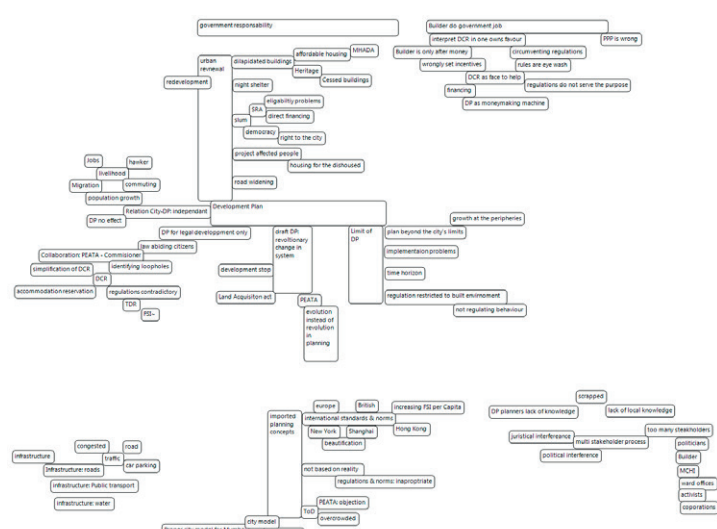 government responsability
Builder do government job
interpret DCR in one owns favour
PPP is wrong
Builder is only after money
circumventing regulations
wrongly set incentives
rules are eye wash
DCR as face to help
regulations do not serve the purpose
financing
DP as moneymaking machine
urban
revnewal
redevelopment
dilapidated buildings
affordable housing
MHADA
Heritage
Cessed buildings
night shelter
eligability problems
SRA
direct financing
slum
democracy
right to the city
project affected people
housing for the dishoused
road widening
Jobs
hawker
livelihood
Migration
commuting
population growth
Relation City-DP: independant
DP no effect
Development Plan
DP for legal developpment only
law abiding citizens
Collaboration: PEATA - Commisioner
simplification of DCR
identifying loopholes
DCR
accommodation reservation
regulations contradictory
TDR
FSI-
draft DP:
revoltionary
change in
system
development stop
Land Acquisiton act
PEATA
evolution
instead of
revolution
in
planning
Limit of
DP
growth at the peripheries
plan beyond the city's limits
implementaion problems
time horizon
regulation restricted to built envirnoment
not regulating behaviour
imported
planning
concepts
europe
British
increasing FSI per Capita
international standards & norms
New York
Shanghai
Hong Kong
beautification
not based on reality
regulations & norms: inaproptriate
PEATA: objection
ToD
overcrowded
city model
congested
road
infrastructure
traffic
car parking
Infrastructure: roads
infrastructure: Public transport
infrastructure: water
scrapped
DP planners lack of knowledge
lack of local knowledge
too many steakholders
juristical interfereance
multi stakeholder process
politicians
political interference
Builder
MCHI
ward offices
activists
coporations